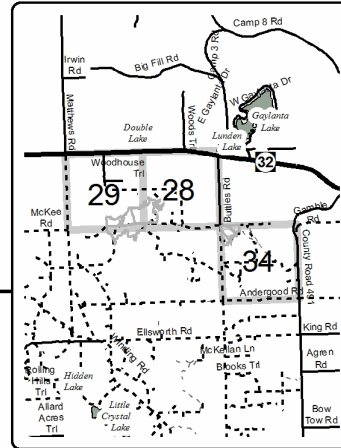 Camp 8 Rd
Camp 3 Rd
Irwin
Rd
Big Fill Rd
E Gaylanta Dr
W Gaylanta Dr
Matthews Rd
Woods Trl
Gaylanta
Lake
Double
Lake
Lunden
Lake
32
Woodhouse
Trl
29
28
Buttles Rd
McKee
Rd
Gamble
Rd
County Road 491
34
Andergood Rd
Ellsworth Rd
King Rd
Winding Rd
McKellan Ln
Agren
Rd
Brooks Trl
Rolling
Hills
Trl
Hidden
Lake
Allard
Acres
Trl
Little
Crystal
Lake
Bow
Tow Rd